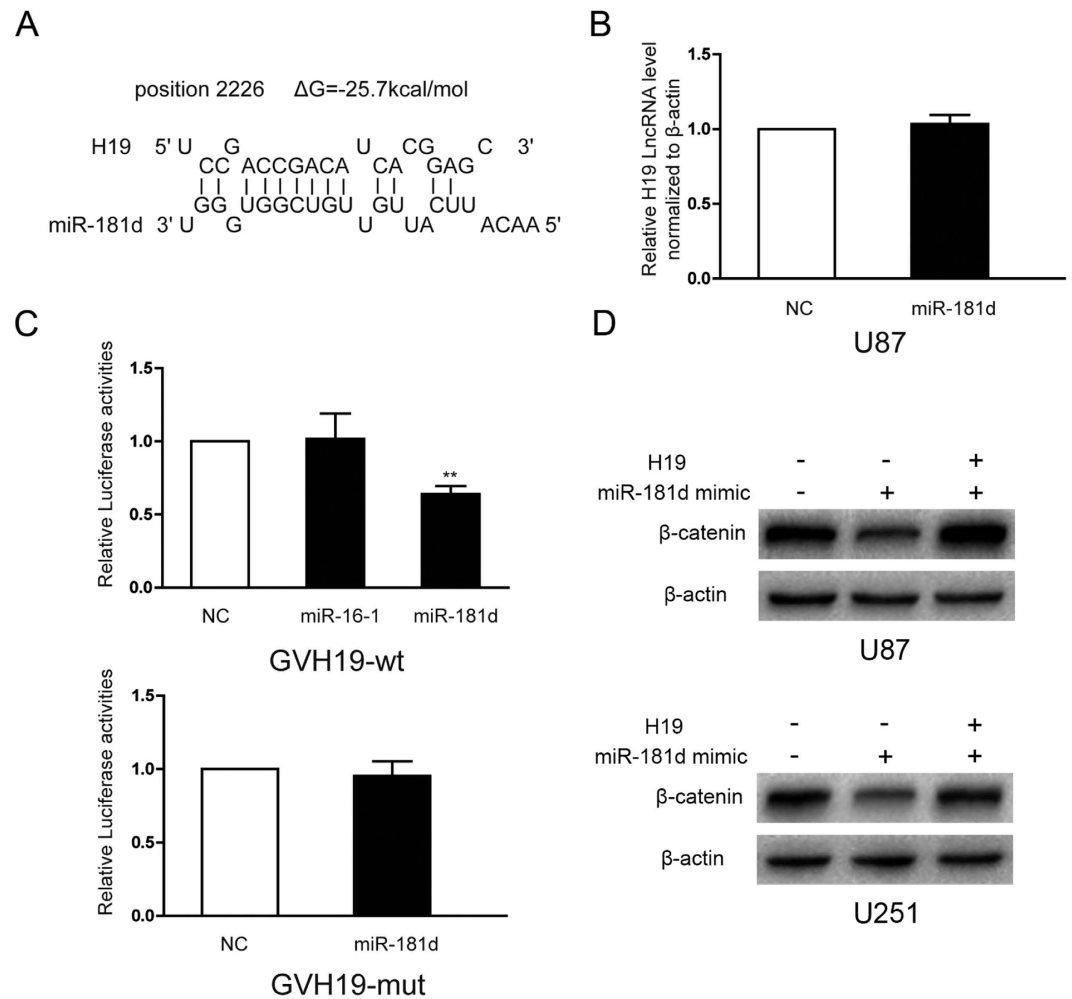 A
position 2226 ΔG=-25.7kcal/mol
H19 5' U G U CG C 3'
CC ACCGACA CA GAG
GG UGGCUGU GU CUU
miR-181d 3' U G U UA ACAA 5'
B
Relative H19 LncRNA level
normalized to β-actin
1.5
1.0
0.5
0.0
NC miR-181d
U87
C
Relative Luciferase activities
1.5
1.0
0.5
0.0
**
NC miR-16-1 miR-181d
GVH19-wt
Relative Luciferase activities
1.5
1.0
0.5
0.0
NC miR-181d
GVH19-mut
D
H19 - - +
miR-181d mimic - + +
β-catenin
β-actin
U87
H19 - - +
miR-181d mimic - + +
β-catenin
β-actin
U251